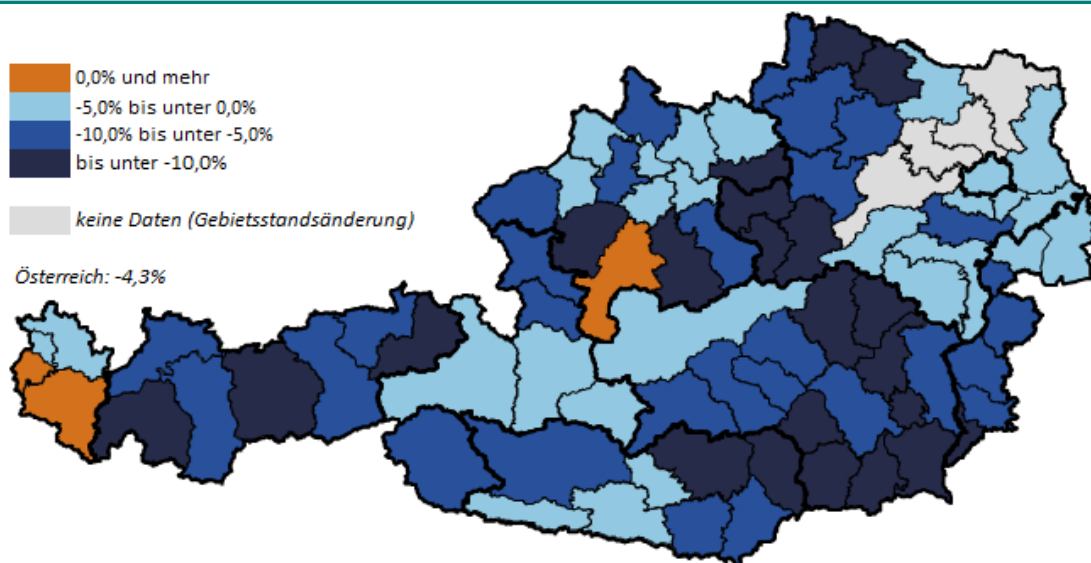 0,0% und mehr
-5,0% bis unter 0,0%
-10,0% bis unter -5,0%
bis unter -10,0%
keine Daten (Gebietsstandsänderung)
Österreich: -4,3%